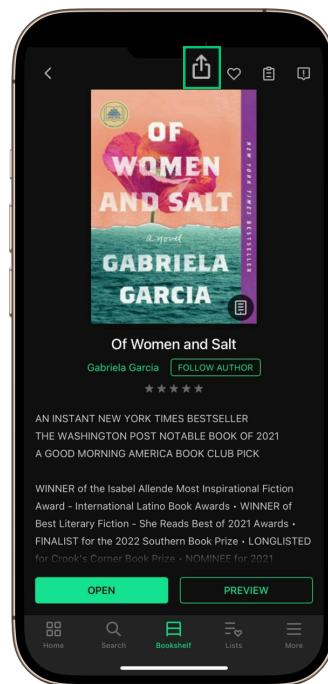 OF
WOMEN
AND SALT
a novel
GABRIELA
GARCIA
NEW YORK TIMES BESTSELLER
Of Women and Salt
Gabriela Garcia
FOLLOW AUTHOR
AN INSTANT NEW YORK TIMES BESTSELLER
THE WASHINGTON POST NOTABLE BOOK OF 2021
A GOOD MORNING AMERICA BOOK CLUB PICK
WINNER of the Isabel Allende Most Inspirational Fiction
Award - International Latino Book Awards • WINNER of
Best Literary Fiction - She Reads Best of 2021 Awards •
FINALIST for the 2022 Southern Book Prize • LONGLISTED
for Crook's Corner Book Prize • NOMINEE for 2021
OPEN
PREVIEW
Home
Search
Bookshelf
Lists
More